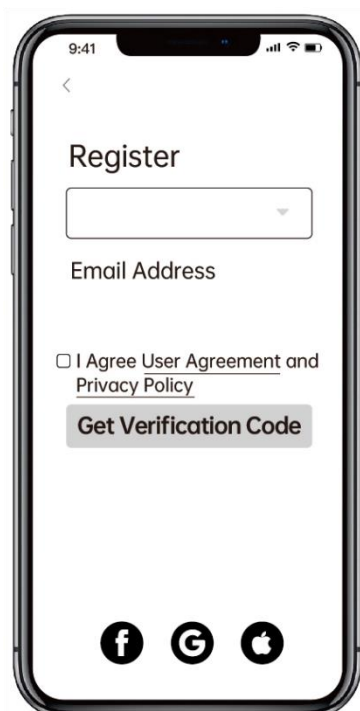 9:41
Register
Email Address
I Agree User Agreement and
Privacy Policy
Get Verification Code
f G